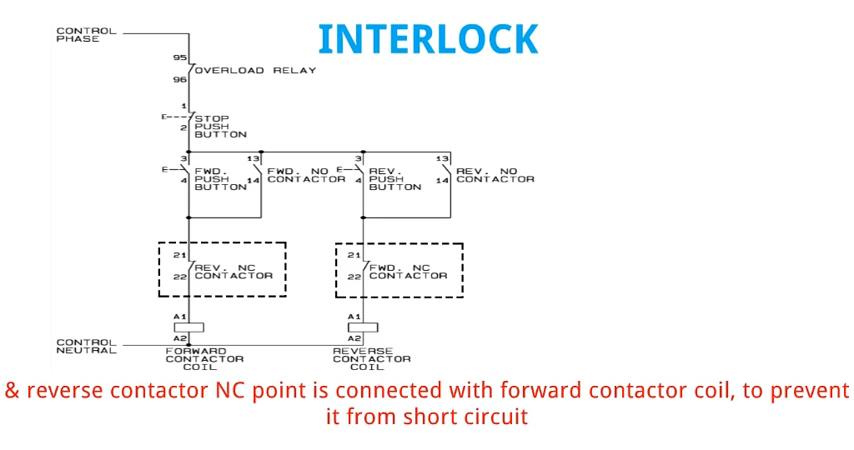 INTERLOCK
CONTROL
PHASE
95
OVERLOAD RELAY
96
1
E
STOP
2
PUSH
BUTTON
3
E
FWD.
4
PUSH
BUTTON
13
FWD. NO
14
CONTACTOR
3
E
REV.
4
PUSH
BUTTON
13
REV. NO
14
CONTACTOR
21
REV. NC
22
CONTACTOR
21
FWD. NC
22
CONTACTOR
A1
A2
A1
A2
CONTROL
NEUTRAL
FORWARD
CONTACTOR
COIL
REVERSE
CONTACTOR
COIL
& reverse contactor NC point is connected with forward contactor coil, to prevent
it from short circuit